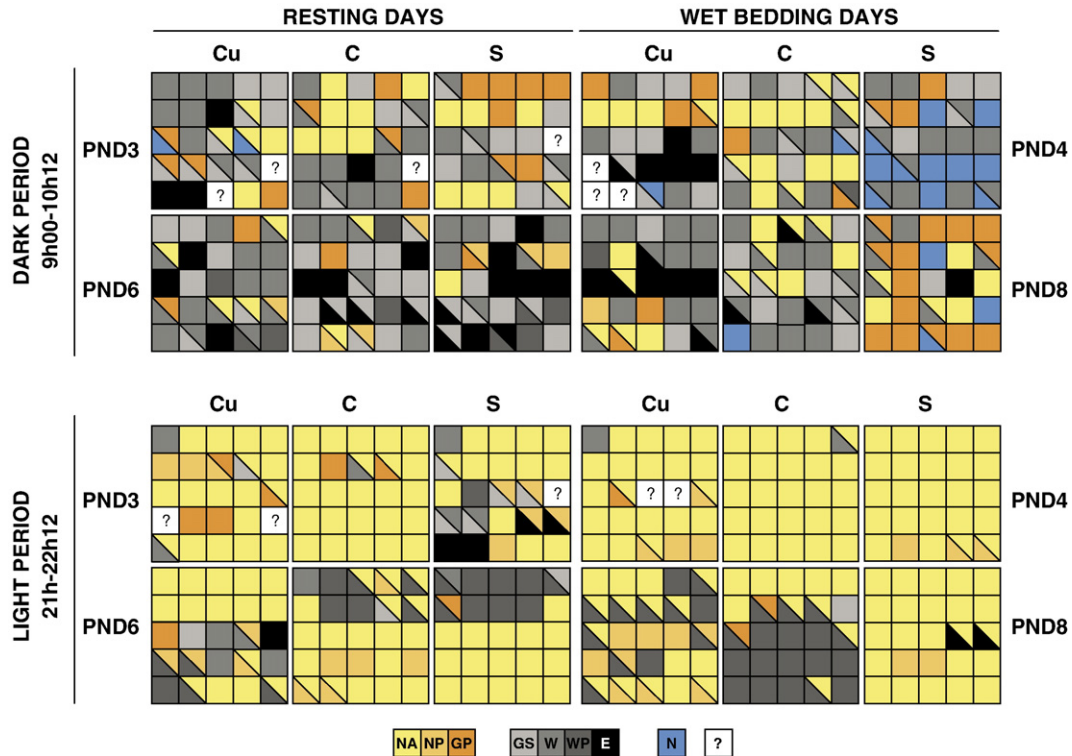 RESTING DAYS WET BEDDING DAYS
Cu C S Cu C S
DARK PERIOD
9h00-10h12
PND3 ? ? ? ? ? ? ? PND4
PND6 PND8
Cu C S Cu C S
LIGHT PERIOD
21h-22h12
PND3 ? ? ? ? ? PND4
PND6 PND8
NA NP GP GS W WP E N ?